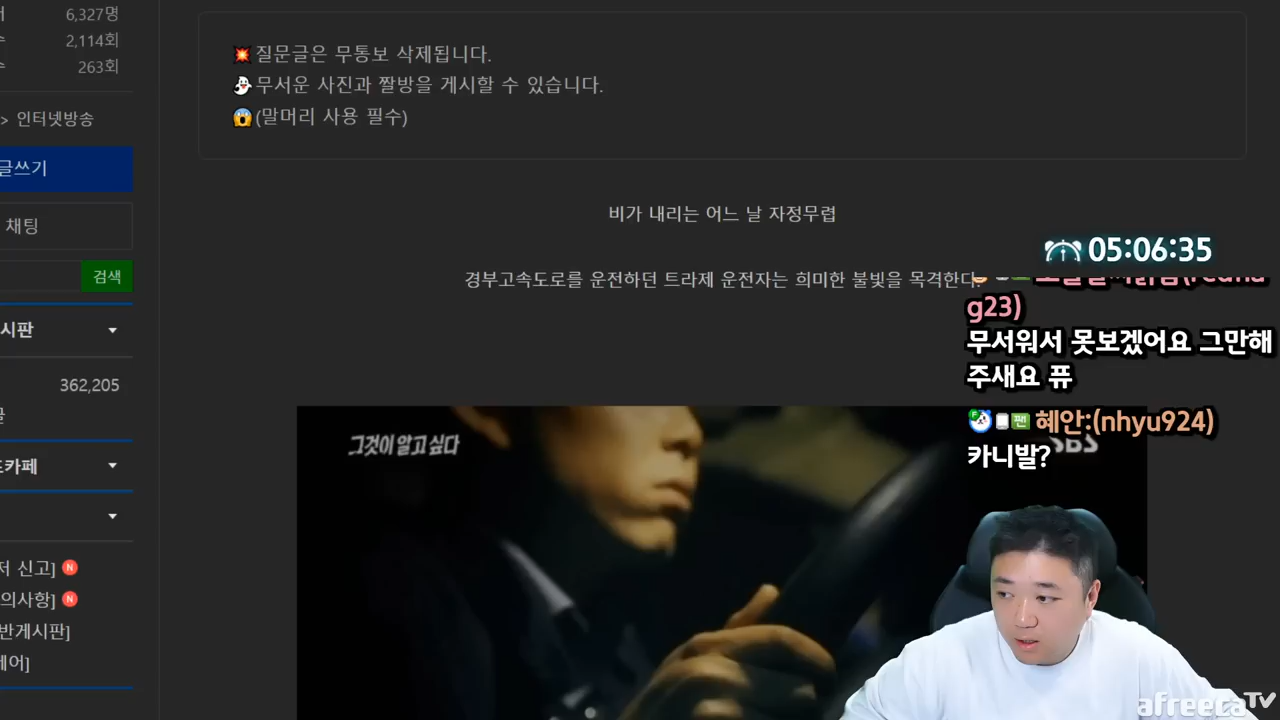 6,327명
2,114회
263회
> 인터넷방송
글쓰기
채팅
검색
시판
362,205
카페
저 신고]
의사항]
반게시판]
💥질문글은 무통보 삭제됩니다.
👻무서운 사진과 짤방을 게시할 수 있습니다.
😱(말머리 사용 필수)
비가 내리는 어느 날 자정무렵
경부고속도로를 운전하던 트라제 운전자는 희미한 불빛을 목격한다.
그것이 알고싶다
SBS
05:06:35
g23)
무서워서 못보겠어요 그만해
주새요 퓨
혜안:(nhyu924)
카니발?
afreecaTV